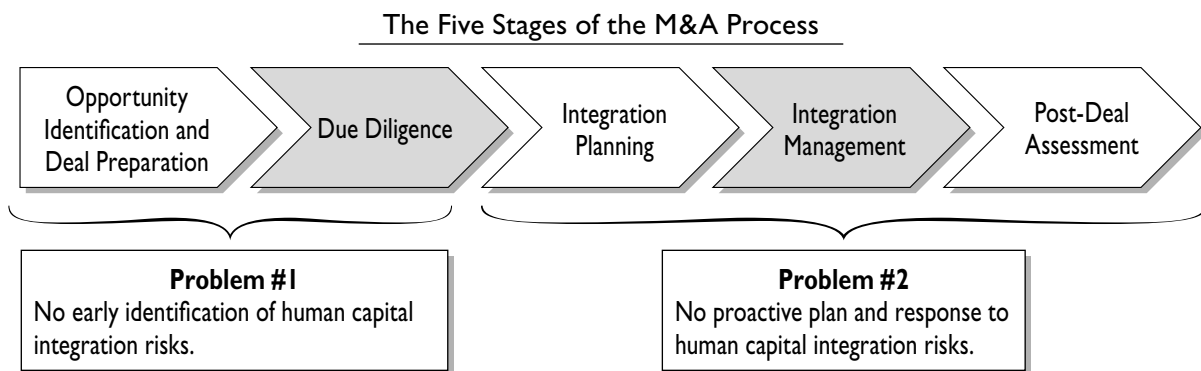 The Five Stages of the M&A Process
Opportunity
Identification and
Deal Preparation
Due Diligence
Integration
Planning
Integration
Management
Post-Deal
Assessment
Problem #1
No early identification of human capital
integration risks.
Problem #2
No proactive plan and response to
human capital integration risks.